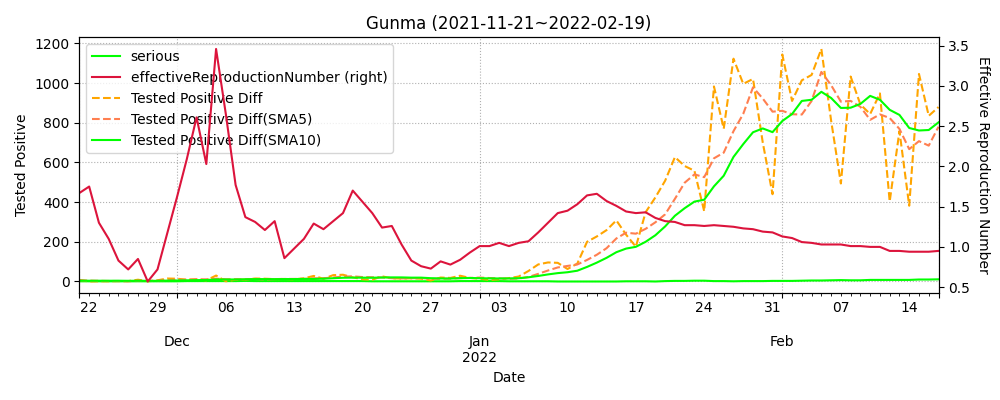 Gunma (2021-11-21~2022-02-19)
serious
effectiveReproductionNumber (right)
Tested Positive Diff
Tested Positive Diff(SMA5)
Tested Positive Diff(SMA10)
Tested Positive
1200
1000
800
600
400
200
0
Effective Reproduction Number
3.5
3.0
2.5
2.0
1.5
1.0
0.5
22 29 06 13 20 27 03 10 17 24 31 07 14
Dec Jan Feb
2022
Date